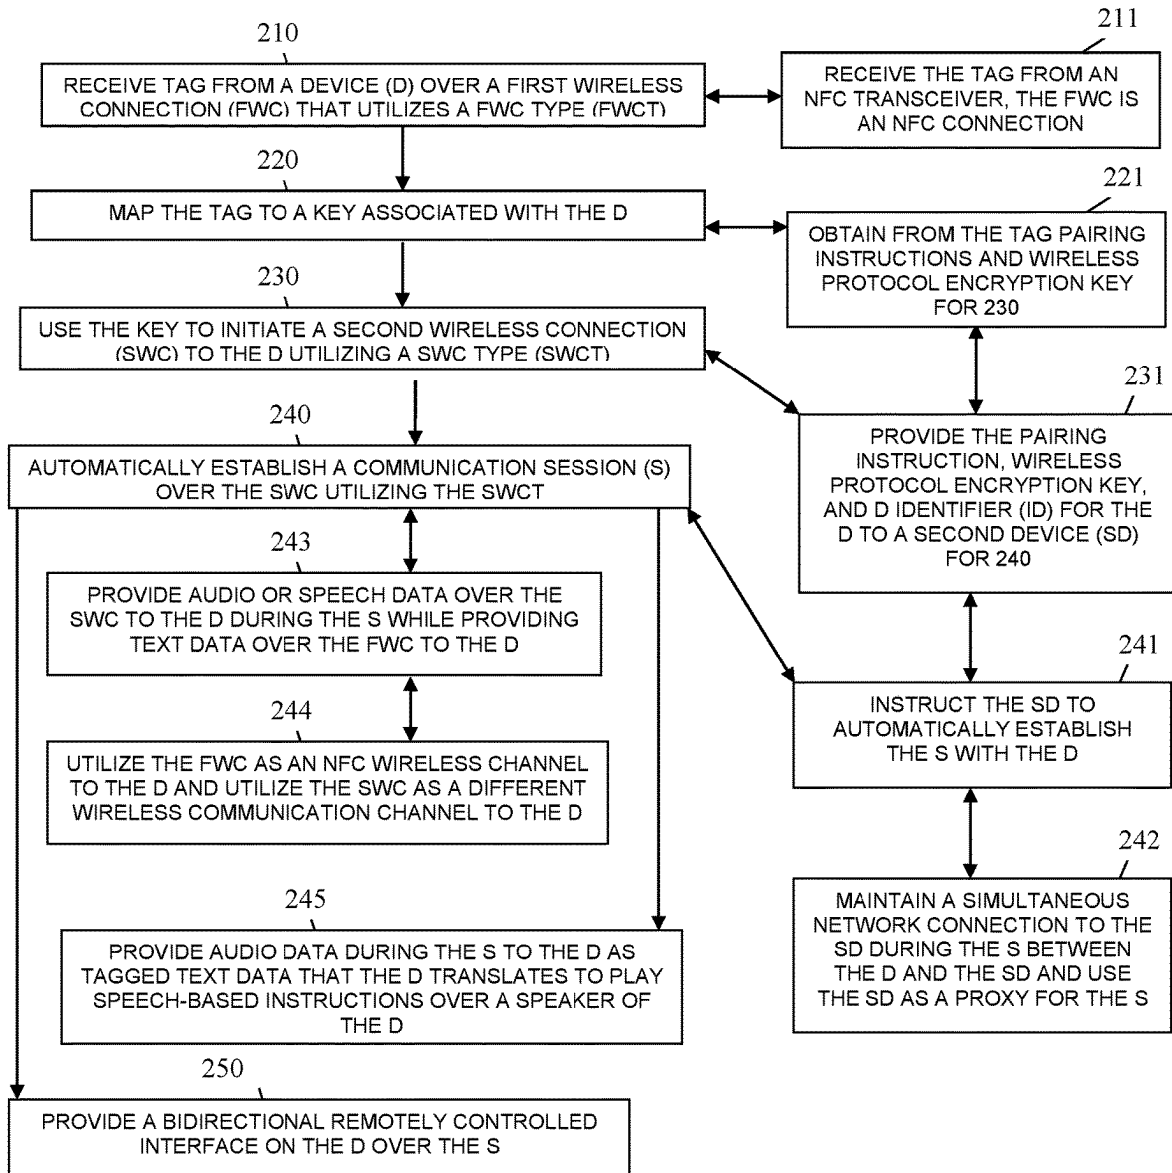 210
RECEIVE TAG FROM A DEVICE (D) OVER A FIRST WIRELESS
CONNECTION (FWC) THAT UTILIZES A FWC TYPE (FWCT)
211
RECEIVE THE TAG FROM AN
NFC TRANSCEIVER, THE FWC IS
AN NFC CONNECTION
220
MAP THE TAG TO A KEY ASSOCIATED WITH THE D
221
OBTAIN FROM THE TAG PAIRING
INSTRUCTIONS AND WIRELESS
PROTOCOL ENCRYPTION KEY
FOR 230
230
USE THE KEY TO INITIATE A SECOND WIRELESS CONNECTION
(SWC) TO THE D UTILIZING A SWC TYPE (SWCT)
231
PROVIDE THE PAIRING
INSTRUCTION, WIRELESS
PROTOCOL ENCRYPTION KEY,
AND D IDENTIFIER (ID) FOR THE
D TO A SECOND DEVICE (SD)
FOR 240
240
AUTOMATICALLY ESTABLISH A COMMUNICATION SESSION (S)
OVER THE SWC UTILIZING THE SWCT
241
INSTRUCT THE SD TO
AUTOMATICALLY ESTABLISH
THE S WITH THE D
242
MAINTAIN A SIMULTANEOUS
NETWORK CONNECTION TO THE
SD DURING THE S BETWEEN
THE D AND THE SD AND USE
THE SD AS A PROXY FOR THE S
243
PROVIDE AUDIO OR SPEECH DATA OVER THE
SWC TO THE D DURING THE S WHILE PROVIDING
TEXT DATA OVER THE FWC TO THE D
244
UTILIZE THE FWC AS AN NFC WIRELESS CHANNEL
TO THE D AND UTILIZE THE SWC AS A DIFFERENT
WIRELESS COMMUNICATION CHANNEL TO THE D
245
PROVIDE AUDIO DATA DURING THE S TO THE D AS
TAGGED TEXT DATA THAT THE D TRANSLATES TO PLAY
SPEECH-BASED INSTRUCTIONS OVER A SPEAKER OF
THE D
250
PROVIDE A BIDIRECTIONAL REMOTELY CONTROLLED
INTERFACE ON THE D OVER THE S